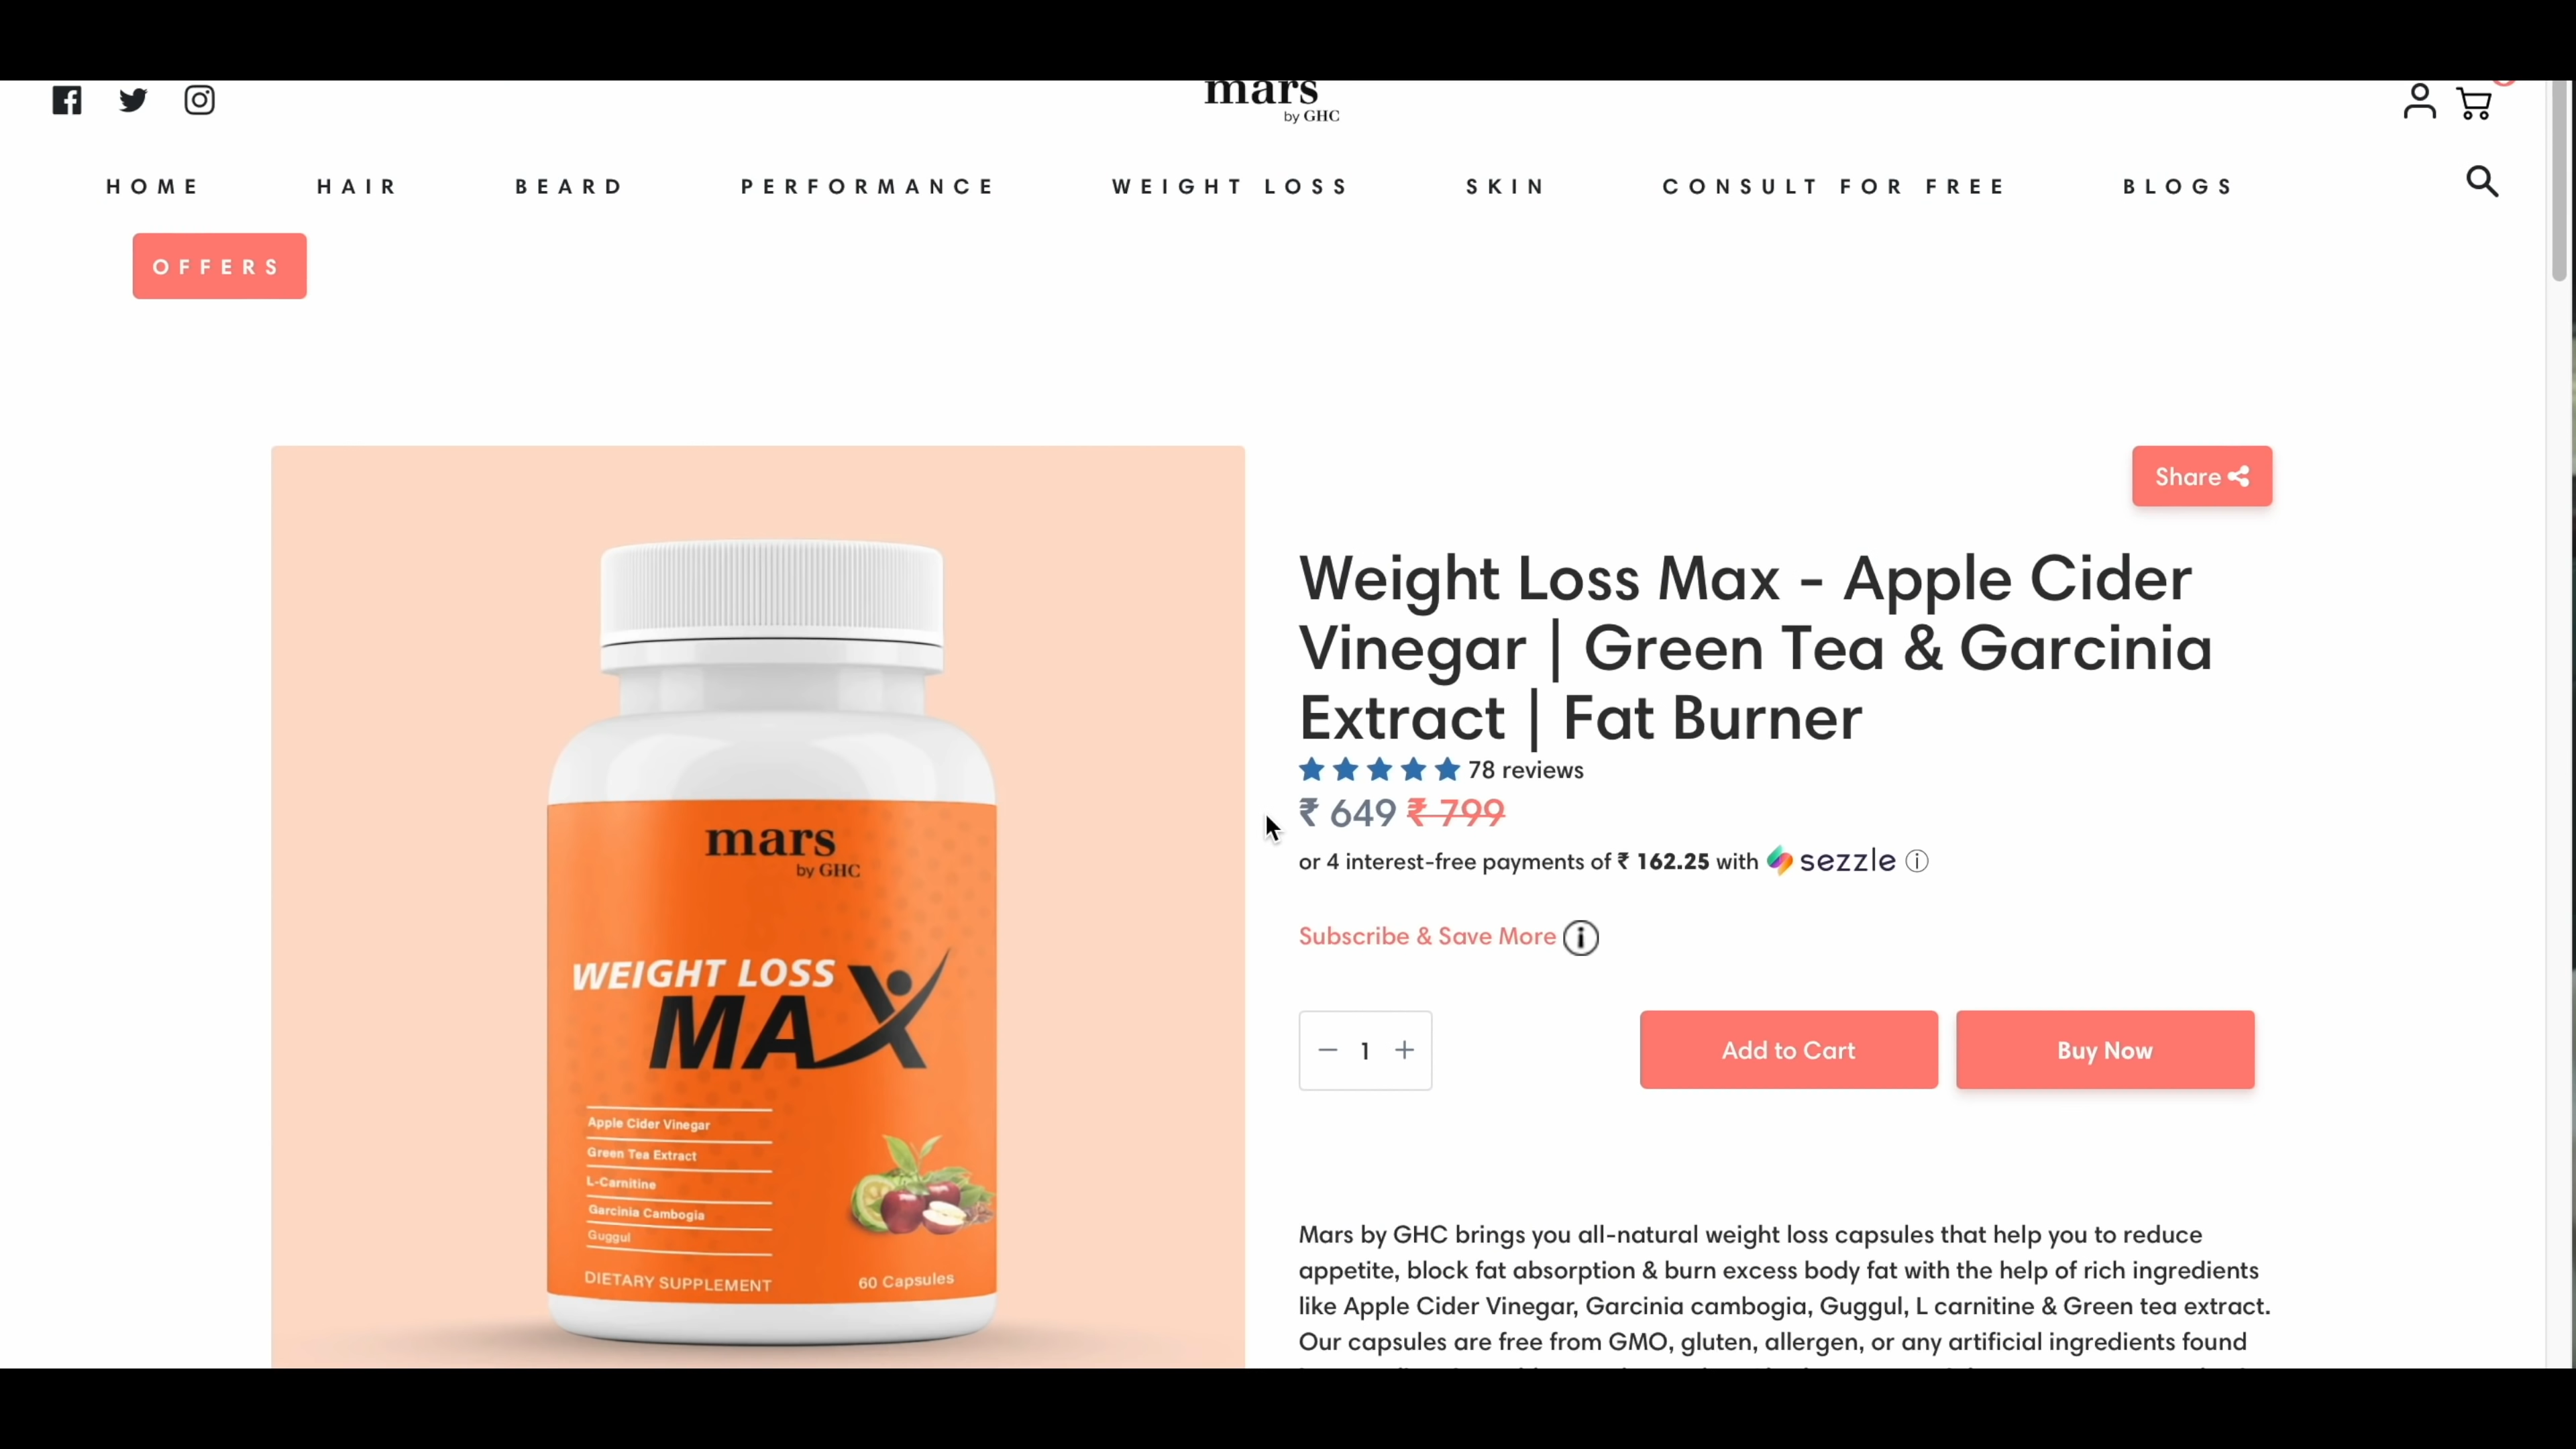 mars
by GHC
HOME HAIR BEARD PERFORMANCE WEIGHT LOSS SKIN CONSULT FOR FREE BLOGS
OFFERS
Share
Weight Loss Max - Apple Cider
Vinegar | Green Tea & Garcinia
Extract | Fat Burner
78 reviews
₹ 649 ₹ 799
or 4 interest-free payments of ₹ 162.25 with sezzle
Subscribe & Save More
− 1 +
Add to Cart
Buy Now
Mars by GHC brings you all-natural weight loss capsules that help you to reduce
appetite, block fat absorption & burn excess body fat with the help of rich ingredients
like Apple Cider Vinegar, Garcinia cambogia, Guggul, L carnitine & Green tea extract.
Our capsules are free from GMO, gluten, allergen, or any artificial ingredients found
mars
by GHC
WEIGHT LOSS
MAX
Apple Cider Vinegar
Green Tea Extract
L-Carnitine
Garcinia Cambogia
Guggul
DIETARY SUPPLEMENT
60 Capsules